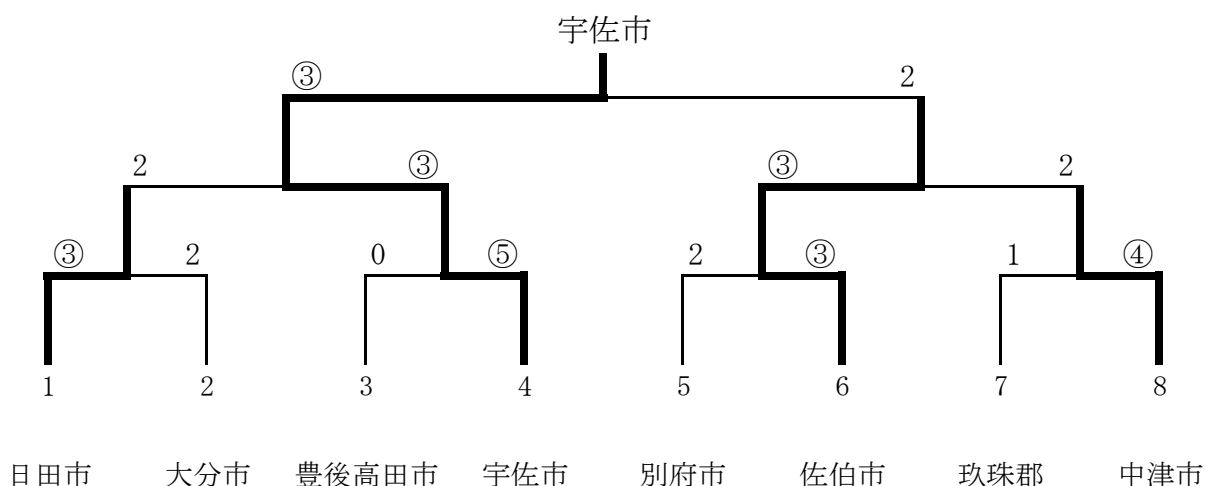 宇佐市
③ 2
2 ③ ③ 2
③ 2 0 ⑤ 2 ③ 1 ④
1 2 3 4 5 6 7 8
日田市 大分市 豊後高田市 宇佐市 別府市 佐伯市 玖珠郡 中津市